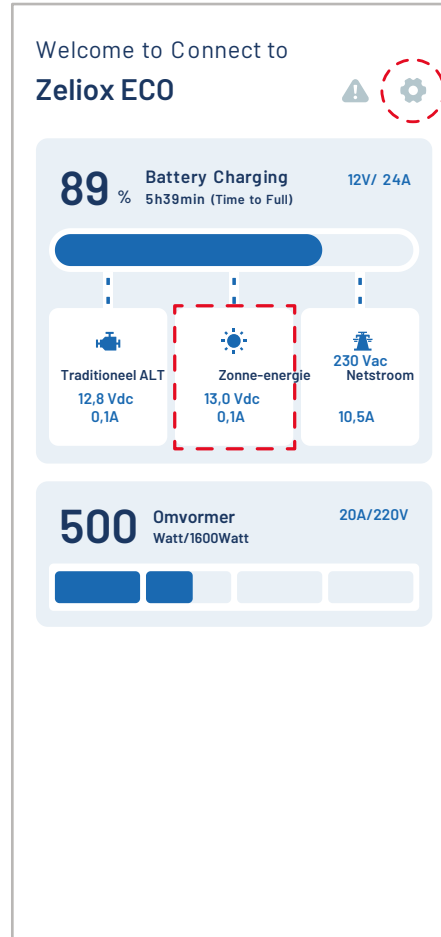 Welcome to Connect to
Zeliox ECO
89 %
Battery Charging
5h39min (Time to Full)
12V/ 24A
Traditioneel ALT
12,8 Vdc
0,1A
Zonne-energie
13,0 Vdc
0,1A
230 Vac
Netstroom
10,5A
500
Omvormer
Watt/1600Watt
20A/220V